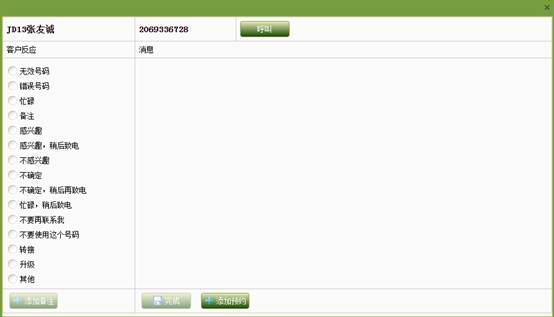 JD13张友诚 2069336728 呼叫
客户反应 消息
无效号码
错误号码
忙碌
备注
感兴趣
感兴趣，稍后致电
不感兴趣
不确定
不确定，稍后再致电
忙碌，稍后致电
不要再联系我
不要使用这个号码
转接
升级
其他
添加备注 完成 添加预约